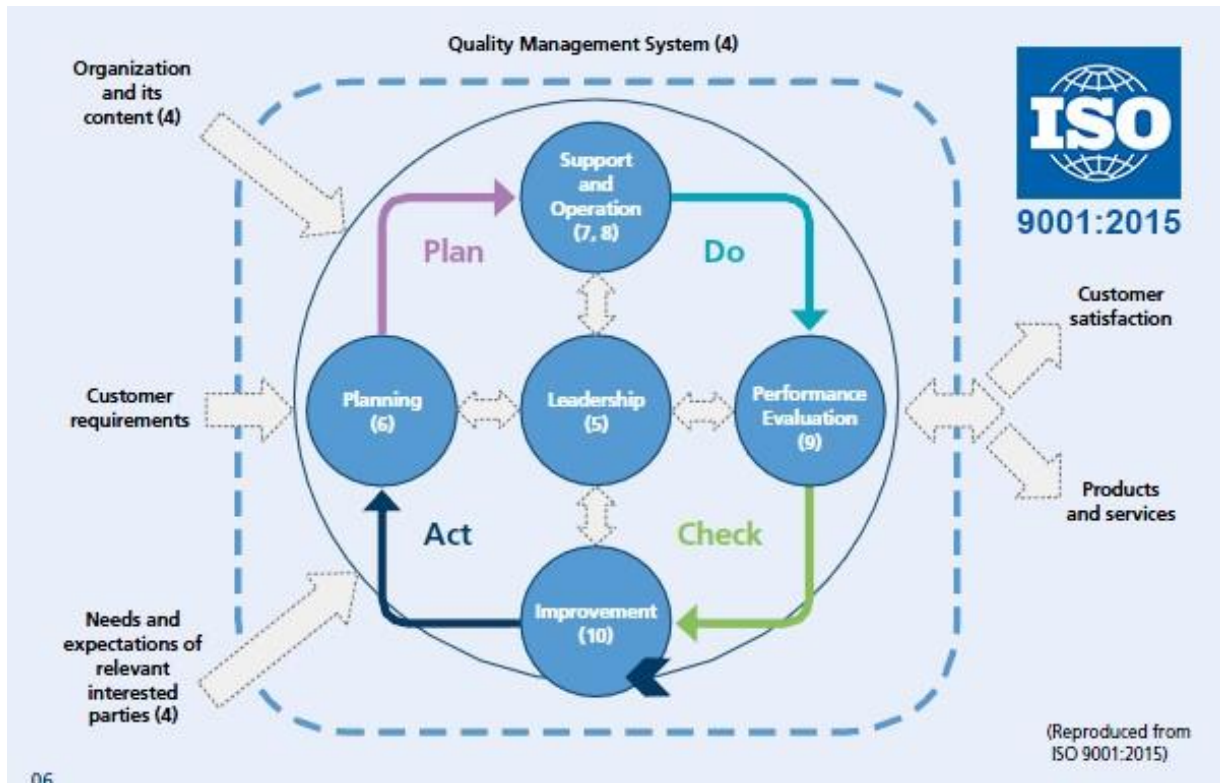 Quality Management System (4)
Organization
and its
content (4)
ISO
9001:2015
Support
and
Operation
(7, 8)
Plan
Do
Customer
satisfaction
Customer
requirements
Planning
(6)
Leadership
(5)
Performance
Evaluation
(9)
Products
and services
Act
Check
Improvement
(10)
Needs and
expectations of
relevant
interested
parties (4)
(Reproduced from
ISO 9001:2015)
06